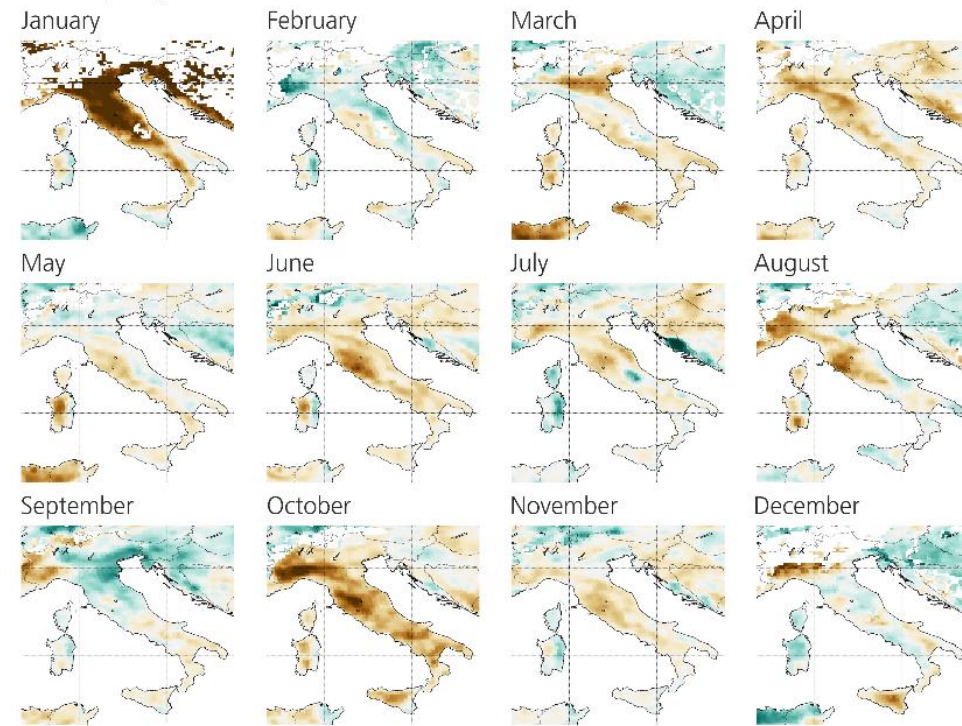 January
February
March
April
May
June
July
August
September
October
November
December